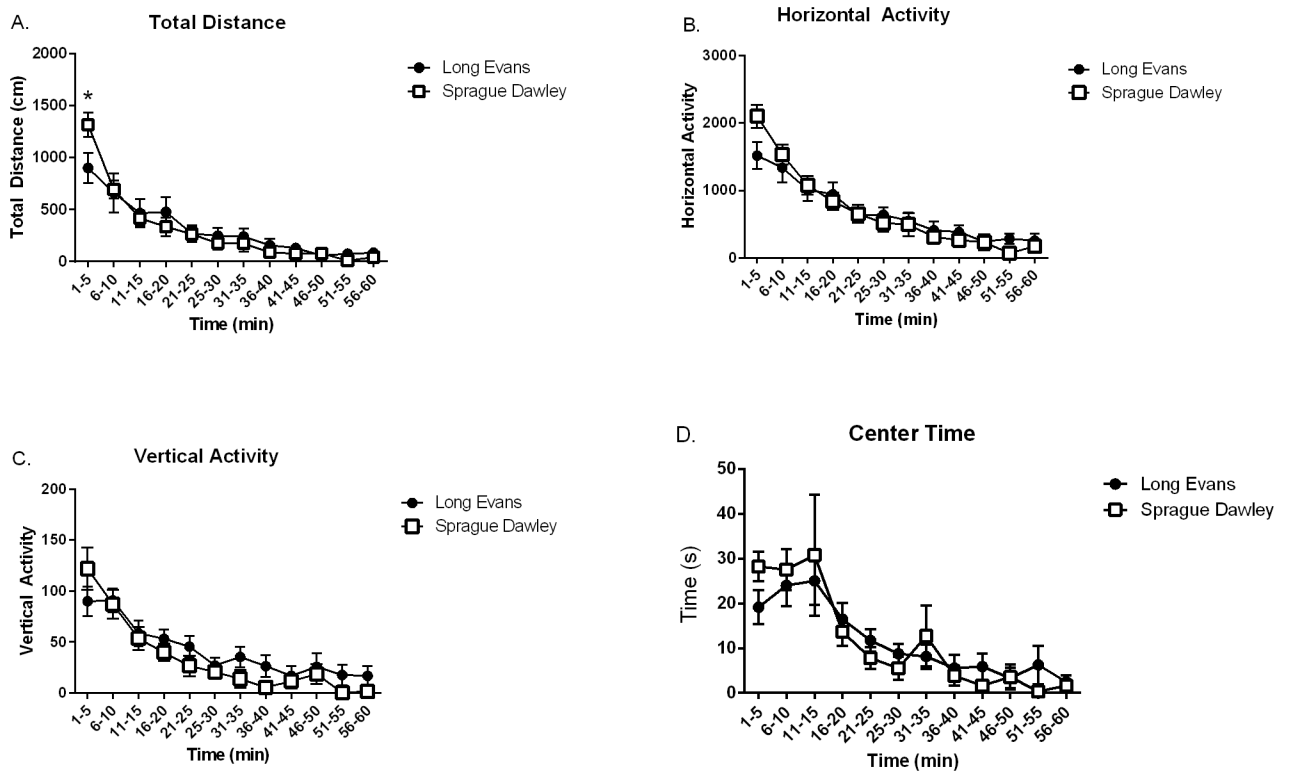 A.
Total Distance
Total Distance (cm)
2000
1500
1000
500
0
*
Long Evans
Sprague Dawley
1-5
6-10
11-15
16-20
21-25
25-30
31-35
36-40
41-45
46-50
51-55
56-60
Time (min)
B.
Horizontal Activity
Horizontal Activity
3000
2000
1000
0
Long Evans
Sprague Dawley
1-5
6-10
11-15
16-20
21-25
25-30
31-35
36-40
41-45
46-50
51-55
56-60
Time (min)
C.
Vertical Activity
Vertical Activity
200
150
100
50
0
Long Evans
Sprague Dawley
1-5
6-10
11-15
16-20
21-25
25-30
31-35
36-40
41-45
46-50
51-55
56-60
Time (min)
D.
Center Time
Time (s)
50
40
30
20
10
0
Long Evans
Sprague Dawley
1-5
6-10
11-15
16-20
21-25
25-30
31-35
36-40
41-45
46-50
51-55
56-60
Time (min)